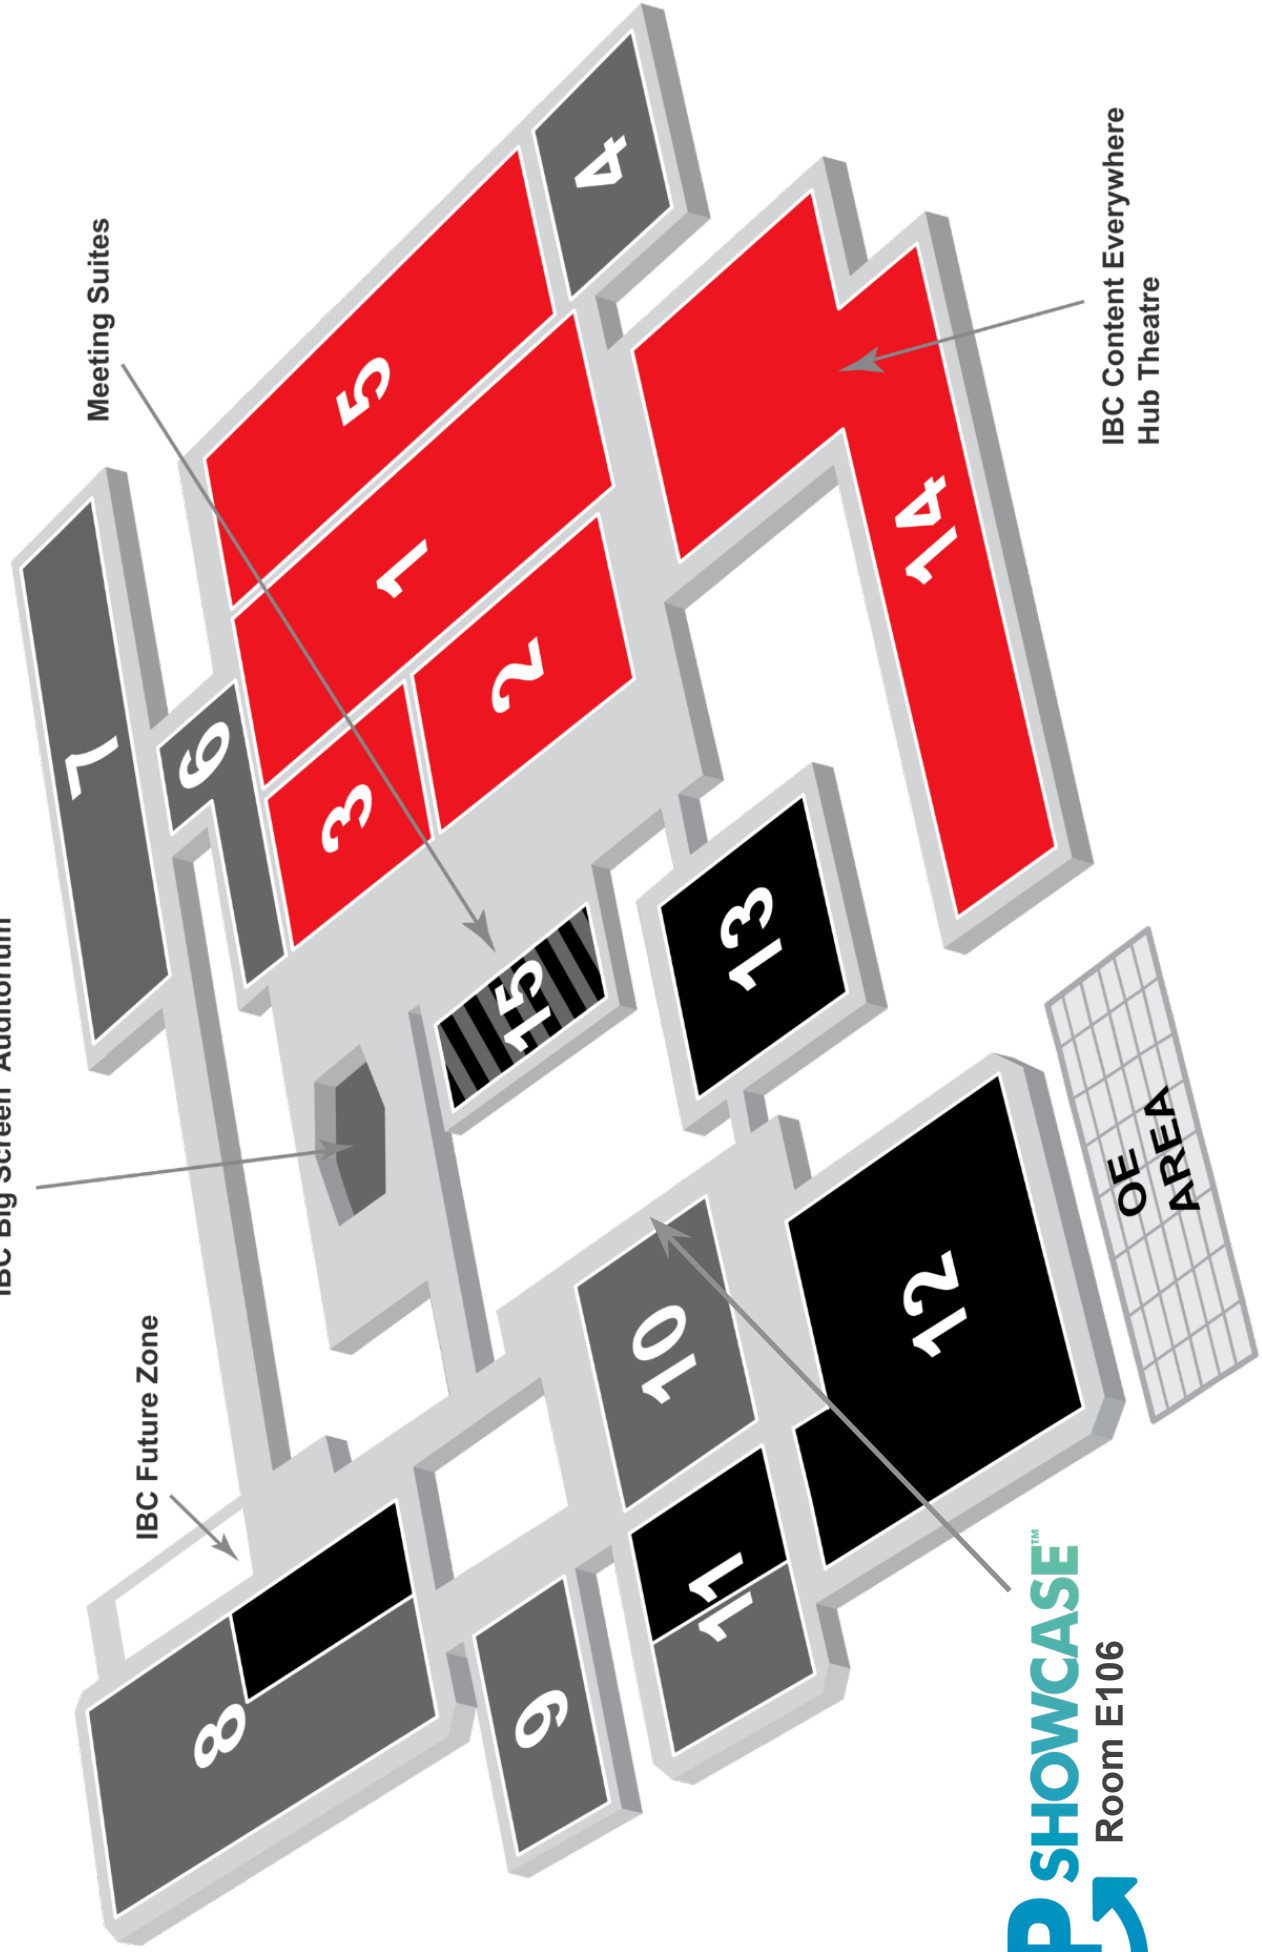 IBC Big Screen Auditorium
IBC Future Zone
Meeting Suites
7
6
5
1
3
2
4
8
9
10
11
12
13
14
15
IBC Content Everywhere
Hub Theatre
OE
AREA
P SHOWCASE™
Room E106